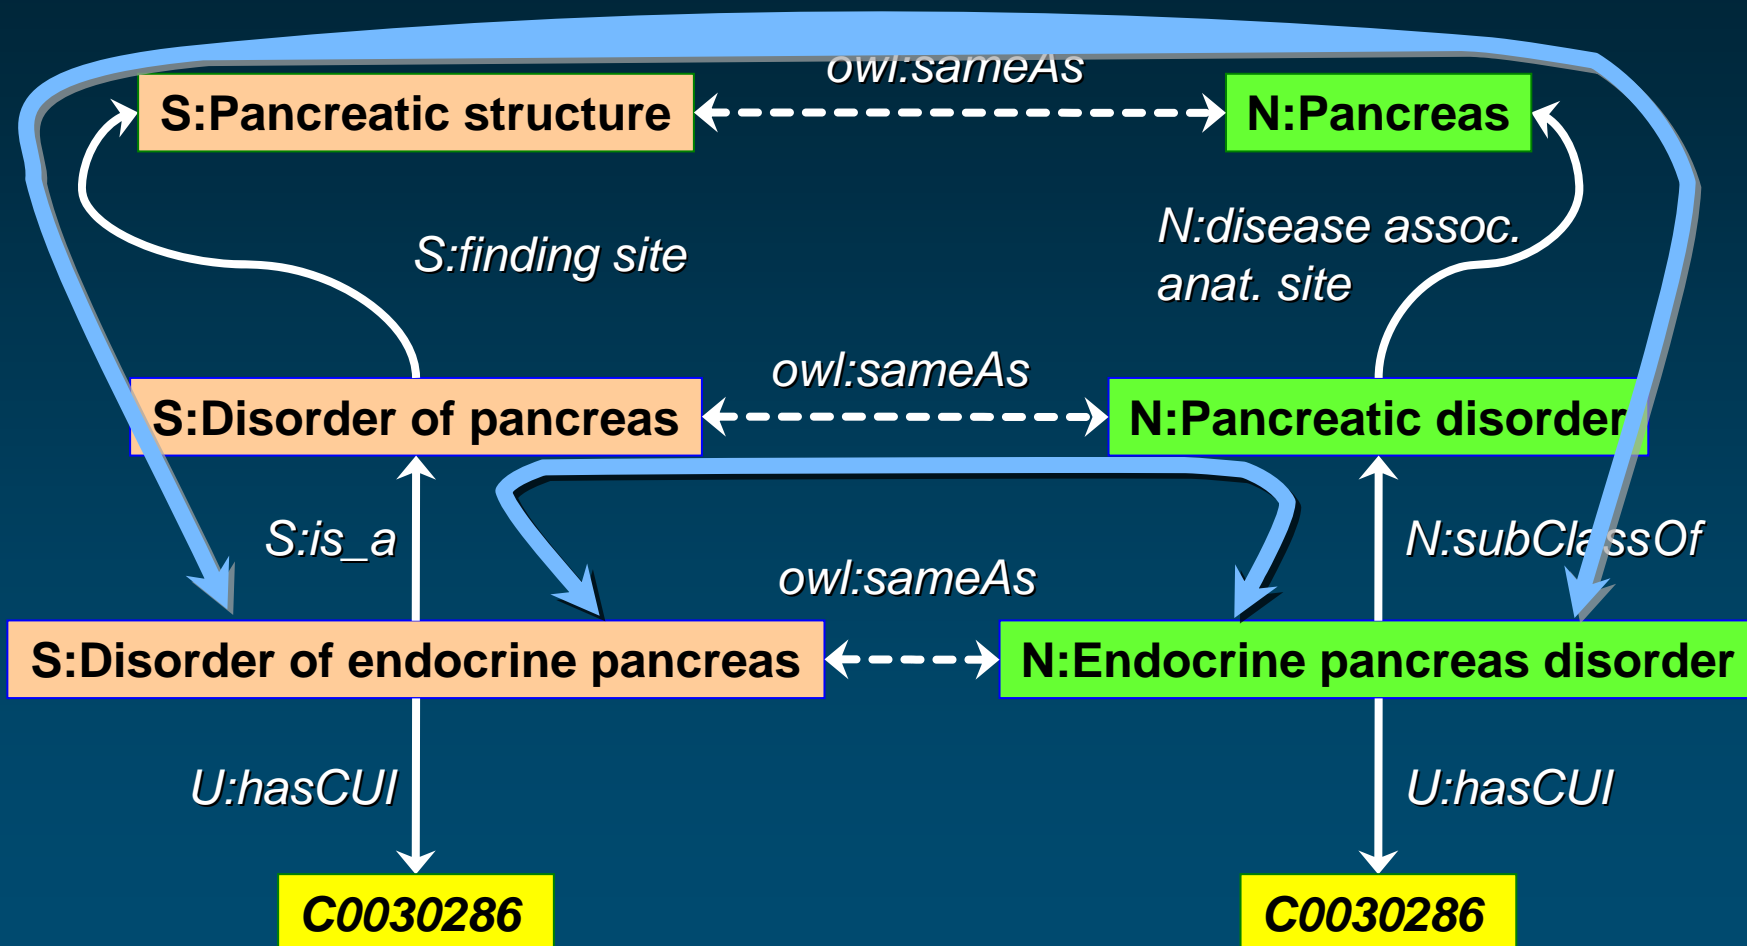 owl:sameAs
S:Pancreatic structure
N:Pancreas
S:finding site
N:disease assoc.
anat. site
owl:sameAs
S:Disorder of pancreas
N:Pancreatic disorder
S:is_a
N:subClassOf
owl:sameAs
S:Disorder of endocrine pancreas
N:Endocrine pancreas disorder
U:hasCUI
U:hasCUI
C0030286
C0030286